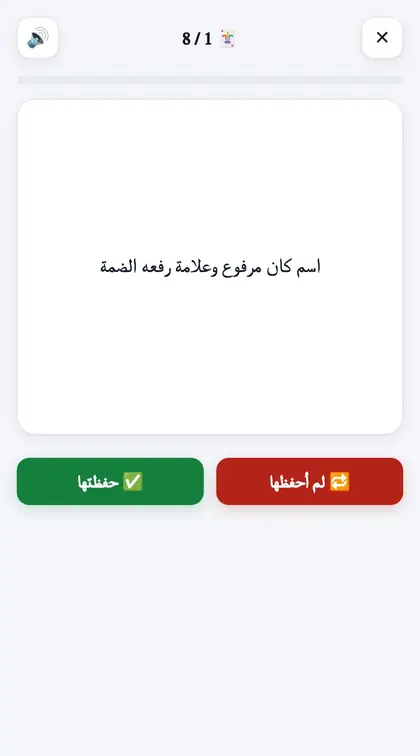 8 / 1
اسم كان مرفوع وعلامة رفعه الضمة
لم أحفظها
حفظتها